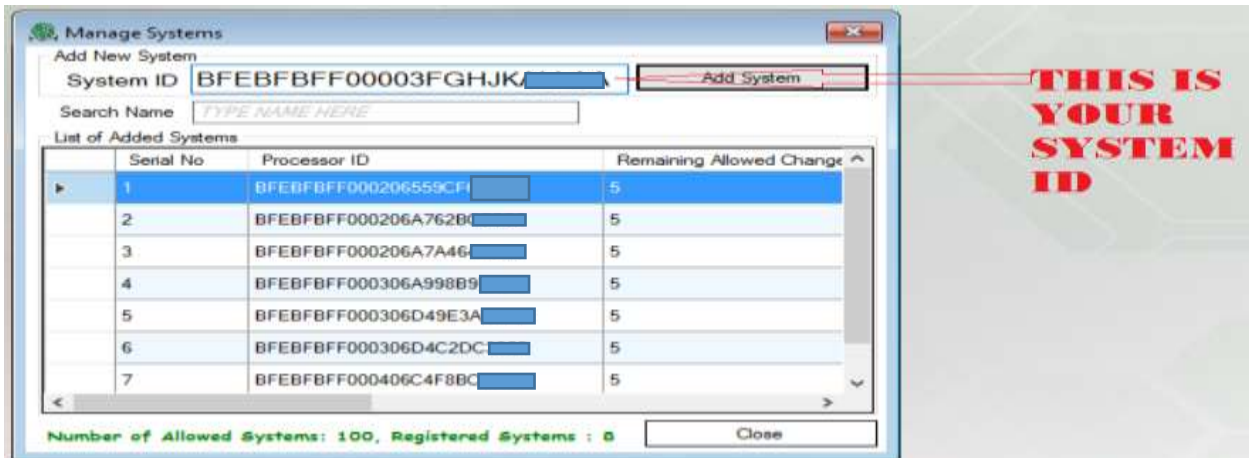 Manage Systems
Add New System
System ID BFEBFBFF00003FGHJK Add System
Search Name TYPE NAME HERE
List of Added Systems
Serial No Processor ID Remaining Allowed Change
1 BFEBFBFF000206559CF 5
2 BFEBFBFF000206A762B 5
3 BFEBFBFF000206A7A46 5
4 BFEBFBFF000306A998B9 5
5 BFEBFBFF000306D49E3A 5
6 BFEBFBFF000306D4C2DC 5
7 BFEBFBFF000406C4F8BC 5
Number of Allowed Systems: 100, Registered Systems : 8
Close
THIS IS
YOUR
SYSTEM
ID